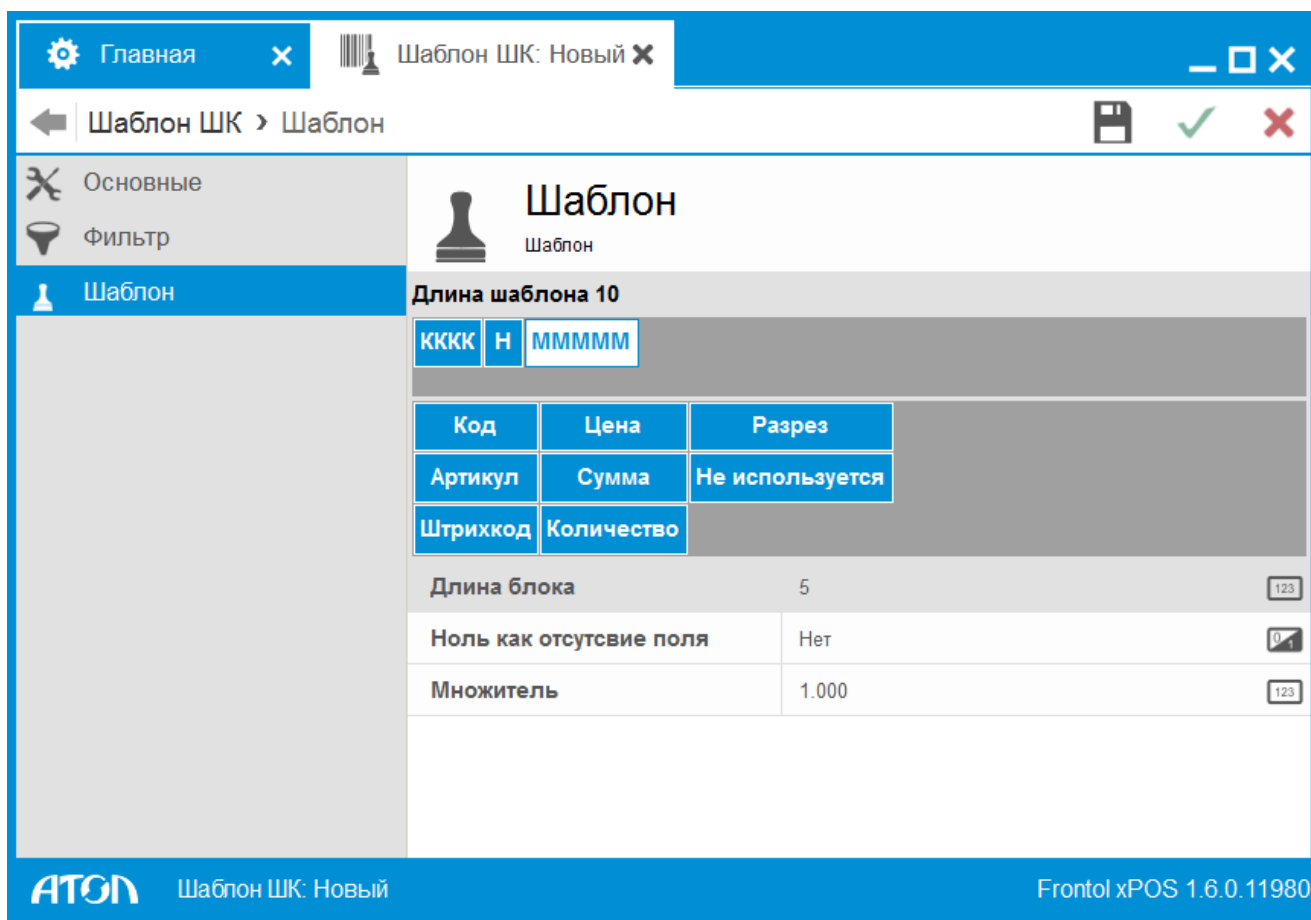 Главная
Шаблон ШК: Новый
Шаблон ШК › Шаблон
Основные
Фильтр
Шаблон
Шаблон
Шаблон
Длина шаблона 10
КККК Н МММММ
Код Цена Разрез
Артикул Сумма Не используется
Штрихкод Количество
Длина блока 5 123
Ноль как отсутсвие поля Нет 0 1
Множитель 1.000 123
АТОЛ Шаблон ШК: Новый Frontol xPOS 1.6.0.11980